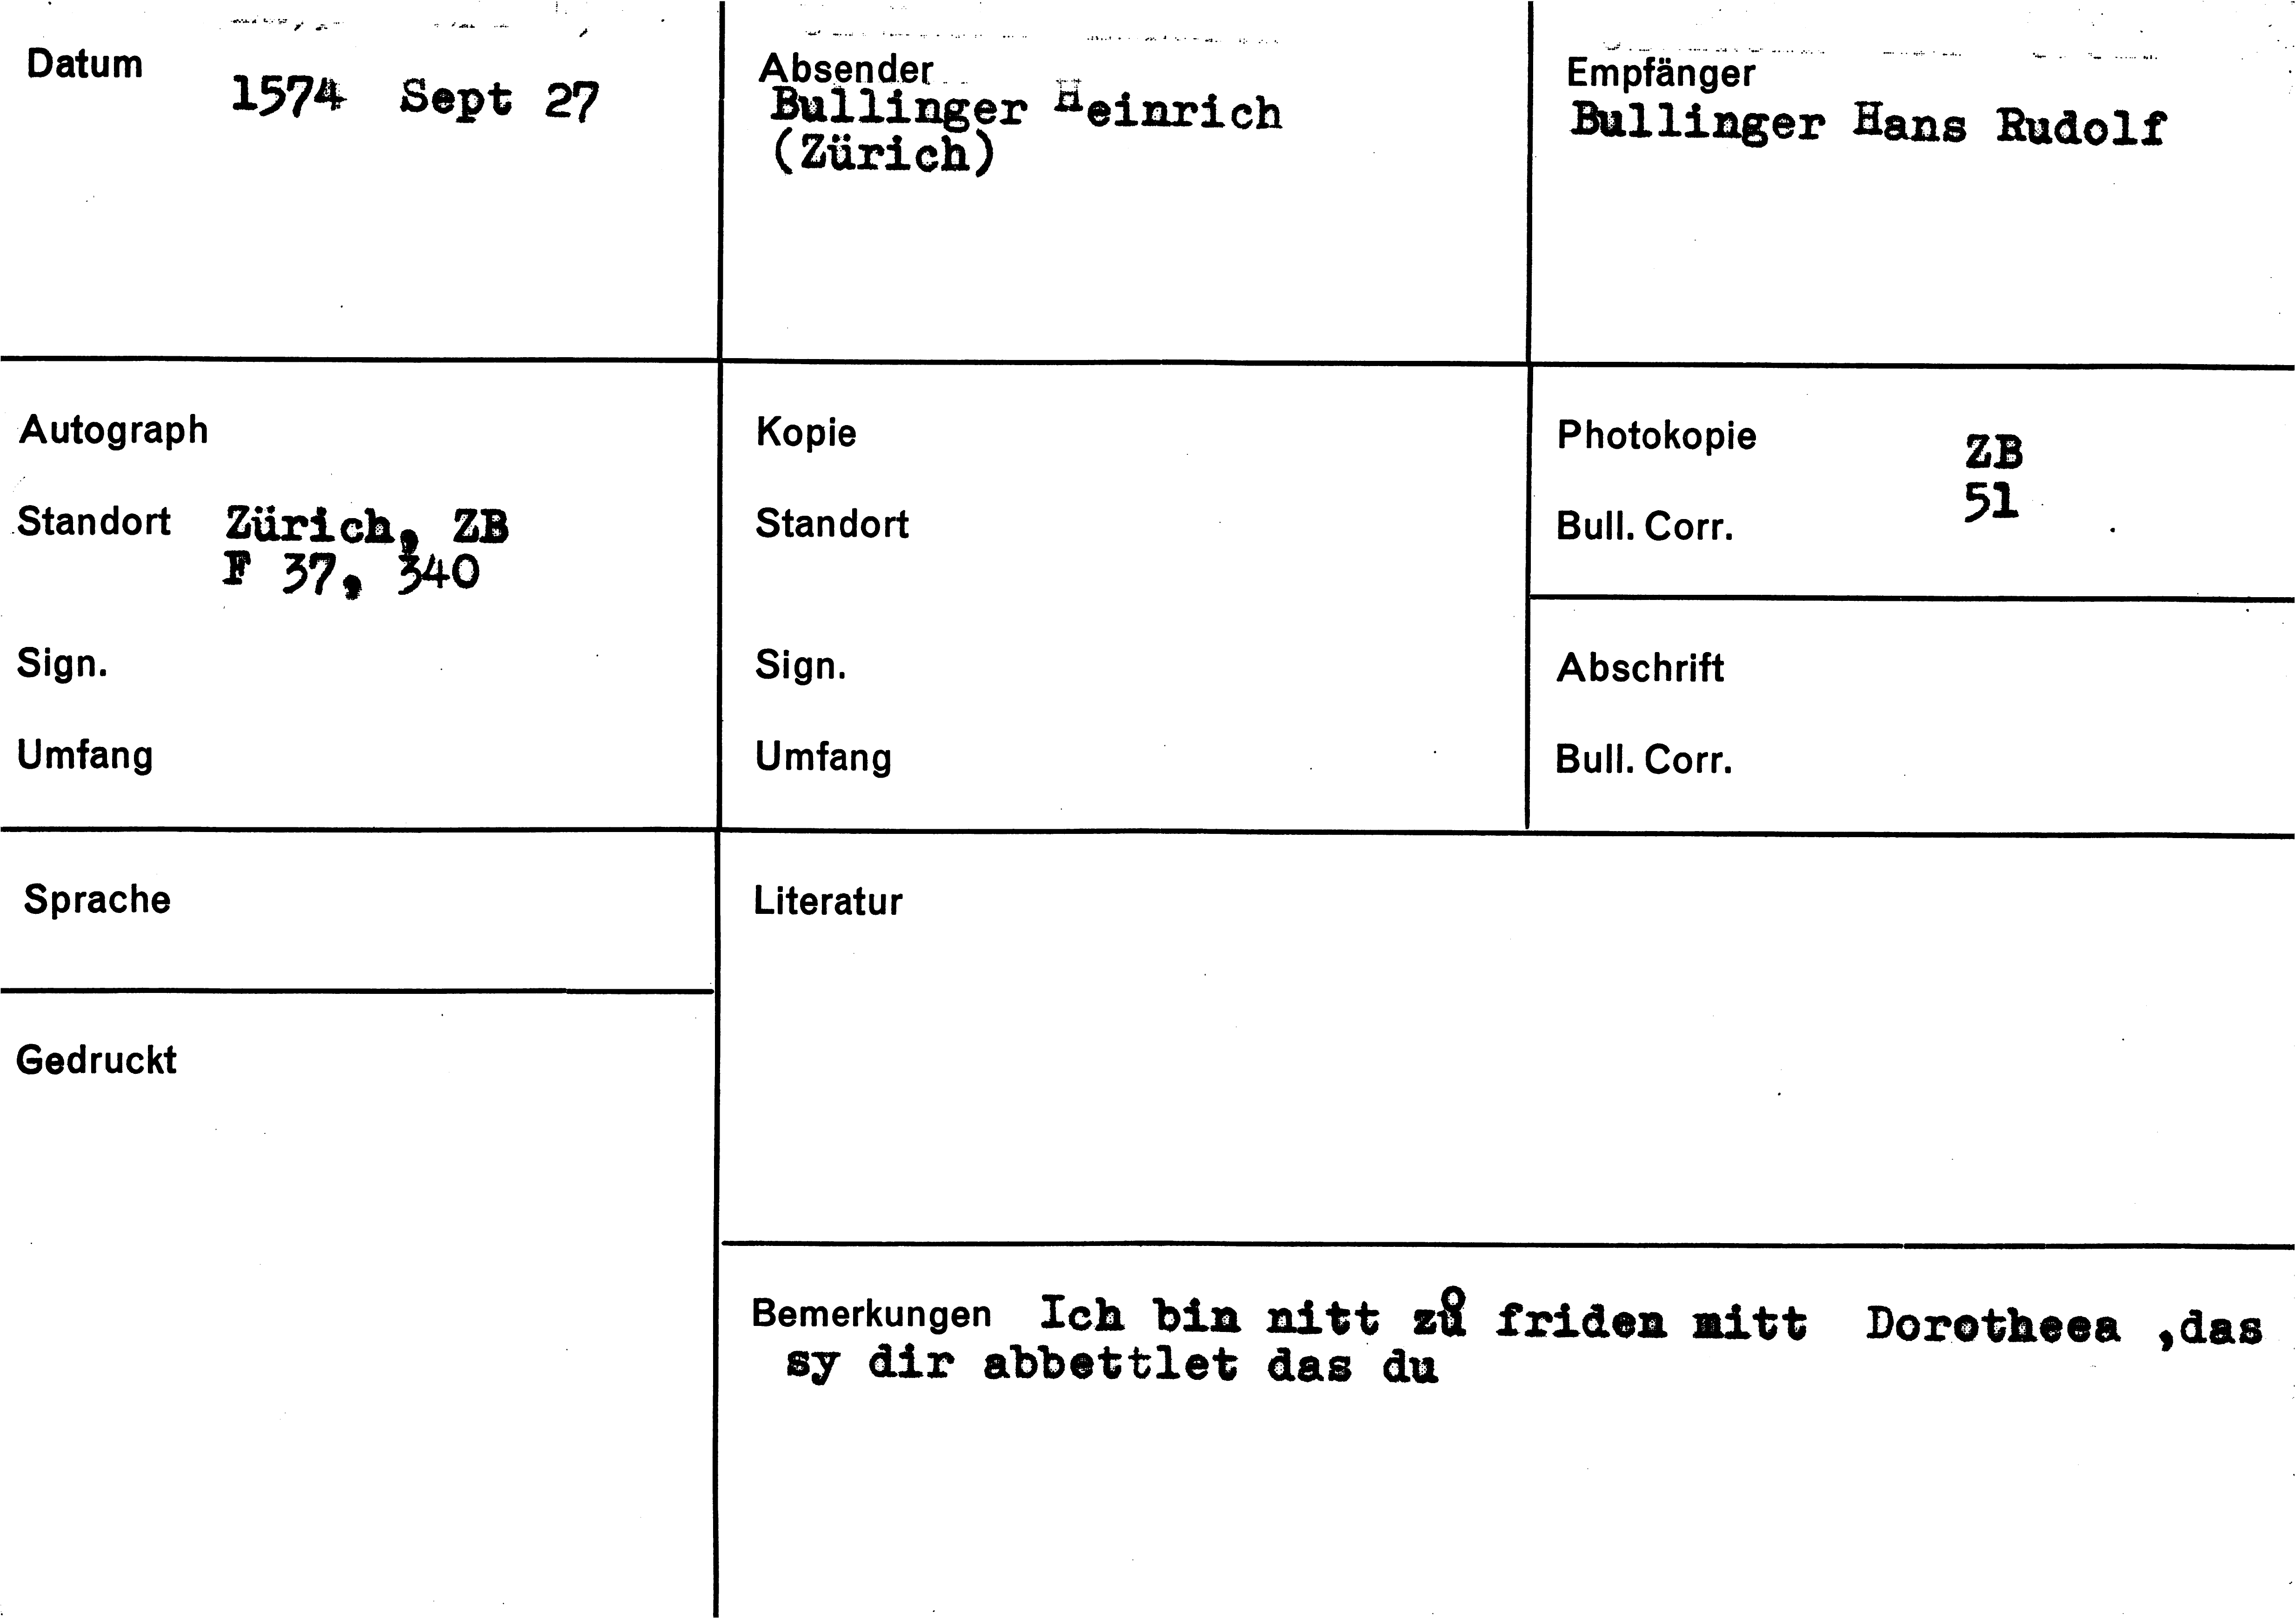 Datum 1574 Sept 27
Absender
Bullinger Heinrich
(Zürich)
Empfänger
Bullinger Hans Rudolf
Autograph
Standort Zürich, ZB
F 37, 340
Sign.
Umfang
Kopie
Standort
Sign.
Umfang
Photokopie ZB
Bull. Corr. 51
Abschrift
Bull. Corr.
Sprache
Literatur
Gedruckt
Bemerkungen Ich bin nitt zů friden mitt Dorotheea ,das
sy dir abbettlet das du